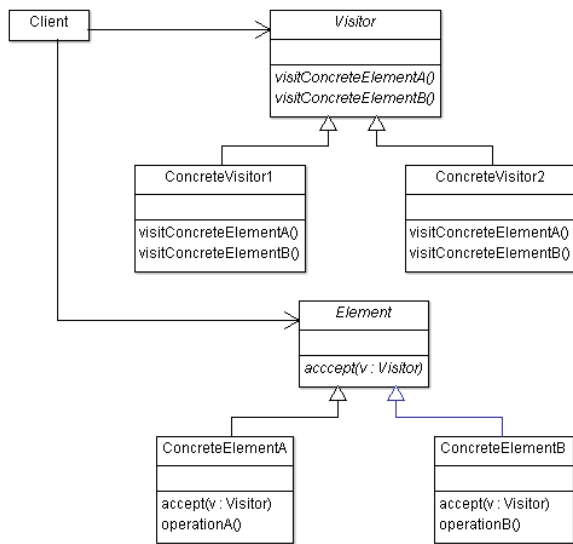 Client
Visitor
visitConcreteElementA()
visitConcreteElementB()
ConcreteVisitor1
visitConcreteElementA()
visitConcreteElementB()
ConcreteVisitor2
visitConcreteElementA()
visitConcreteElementB()
Element
acccept(v : Visitor)
ConcreteElementA
accept(v : Visitor)
operationA()
ConcreteElementB
accept(v : Visitor)
operationB()